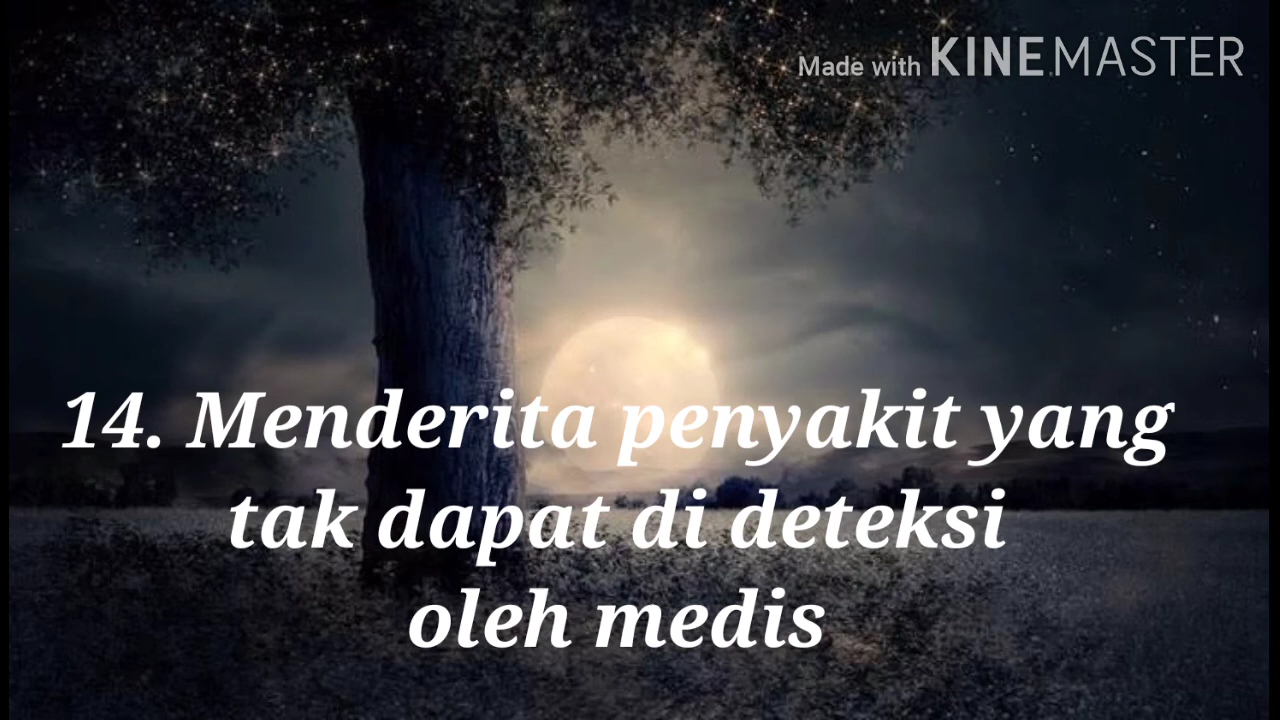 Made with KINEMASTER
14. Menderita penyakit yang
tak dapat di deteksi
oleh medis